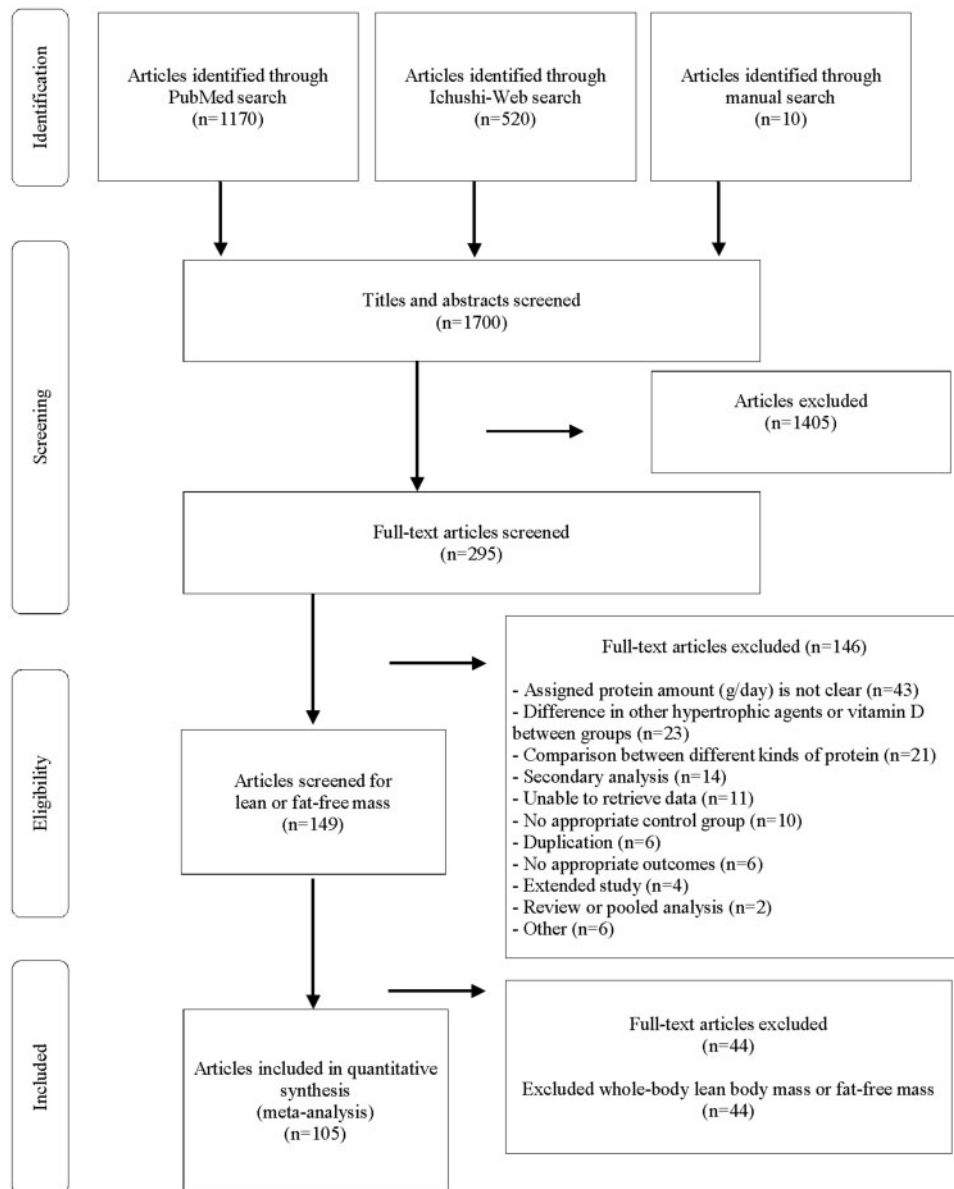 Identification
Articles identified through
PubMed search
(n=1170)
Articles identified through
Ichushi-Web search
(n=520)
Articles identified through
manual search
(n=10)
Screening
Titles and abstracts screened
(n=1700)
Articles excluded
(n=1405)
Full-text articles screened
(n=295)
Eligibility
Full-text articles excluded (n=146)
- Assigned protein amount (g/day) is not clear (n=43)
- Difference in other hypertrophic agents or vitamin D
between groups (n=23)
- Comparison between different kinds of protein (n=21)
- Secondary analysis (n=14)
- Unable to retrieve data (n=11)
- No appropriate control group (n=10)
- Duplication (n=6)
- No appropriate outcomes (n=6)
- Extended study (n=4)
- Review or pooled analysis (n=2)
- Other (n=6)
Articles screened for
lean or fat-free mass
(n=149)
Included
Full-text articles excluded
(n=44)
Excluded whole-body lean body mass or fat-free mass
(n=44)
Articles included in quantitative
synthesis
(meta-analysis)
(n=105)